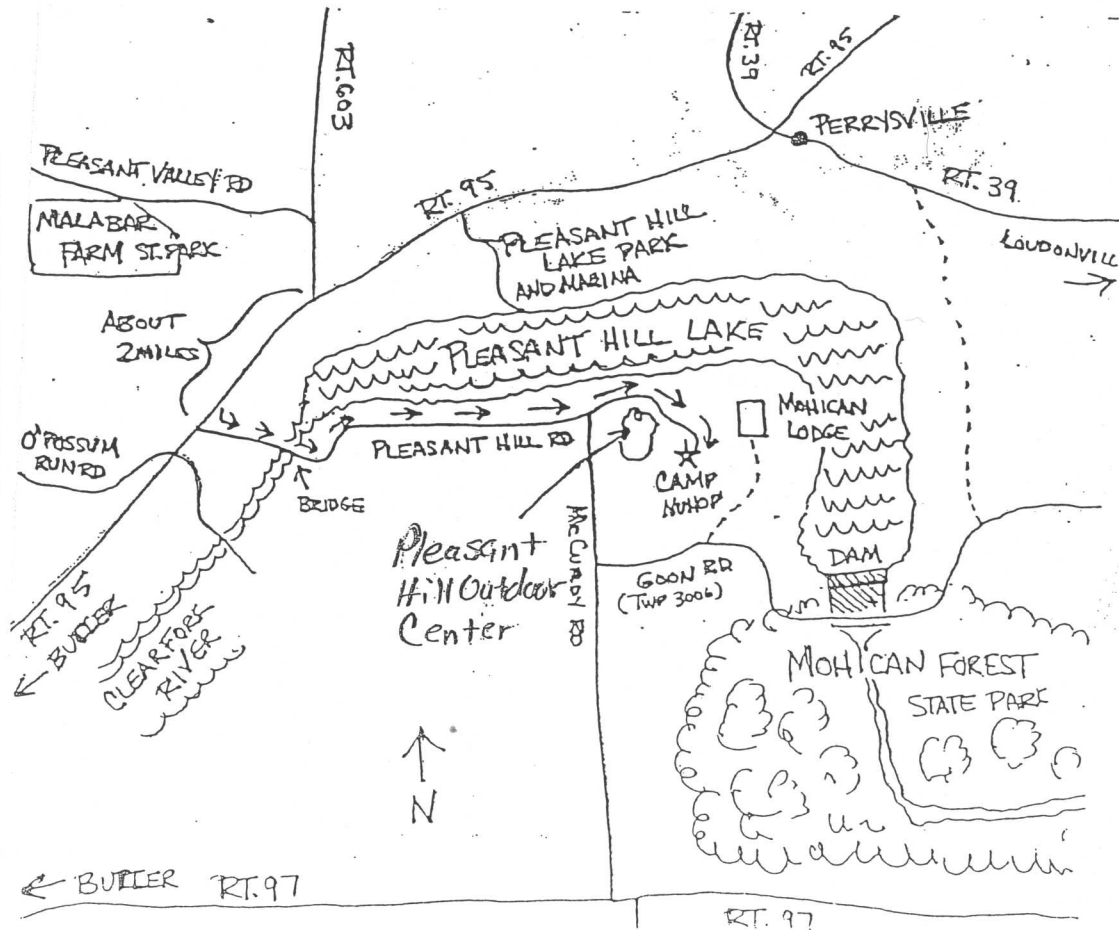 RT. 603
RT. 39
RT. 95
PERRYSVILLE
PLEASANT VALLEY RD
RT. 95
RT. 39
MALABAR
FARM ST. PARK
PLEASANT HILL
LAKE PARK
AND MARINA
LOUDONVILL
ABOUT
2 MILES
PLEASANT HILL LAKE
MOHICAN
LODGE
O'POSSUM
RUN RD
PLEASANT HILL RD
BRIDGE
CAMP
NUHOP
McCURDY RD
Pleasant
Hill Outdoor
Center
GOON RD
(TWP 3006)
DAM
RT. 95
BUTLER
CLEARFORK
RIVER
MOHICAN FOREST
STATE PARK
N
BUTLER RT. 97
RT. 97